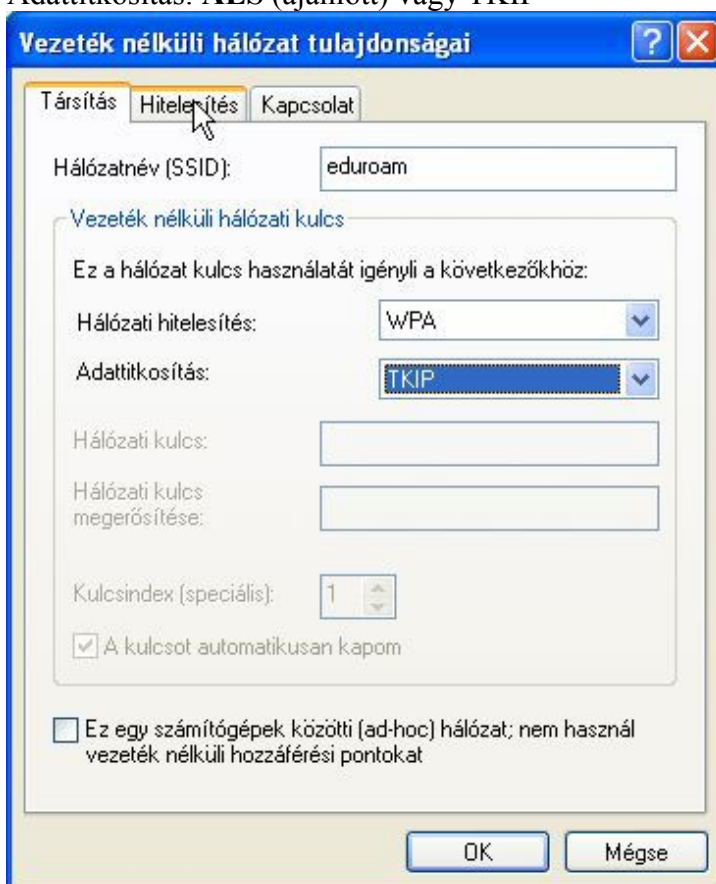 Adattitkosítás: AES (ajánlott) vagy TKIP
Vezeték nélküli hálózat tulajdonságai
Társítás Hitelesítés Kapcsolat
Hálózatnév (SSID): eduroam
Vezeték nélküli hálózati kulcs
Ez a hálózat kulcs használatát igényli a következőkhöz:
Hálózati hitelesítés: WPA
Adattitkosítás: TKIP
Hálózati kulcs:
Hálózati kulcs
megerősítése:
Kulcsindex (speciális): 1
A kulcsot automatikusan kapom
Ez egy számítógépek közötti (ad-hoc) hálózat; nem használ
vezeték nélküli hozzáférési pontokat
OK Mégse